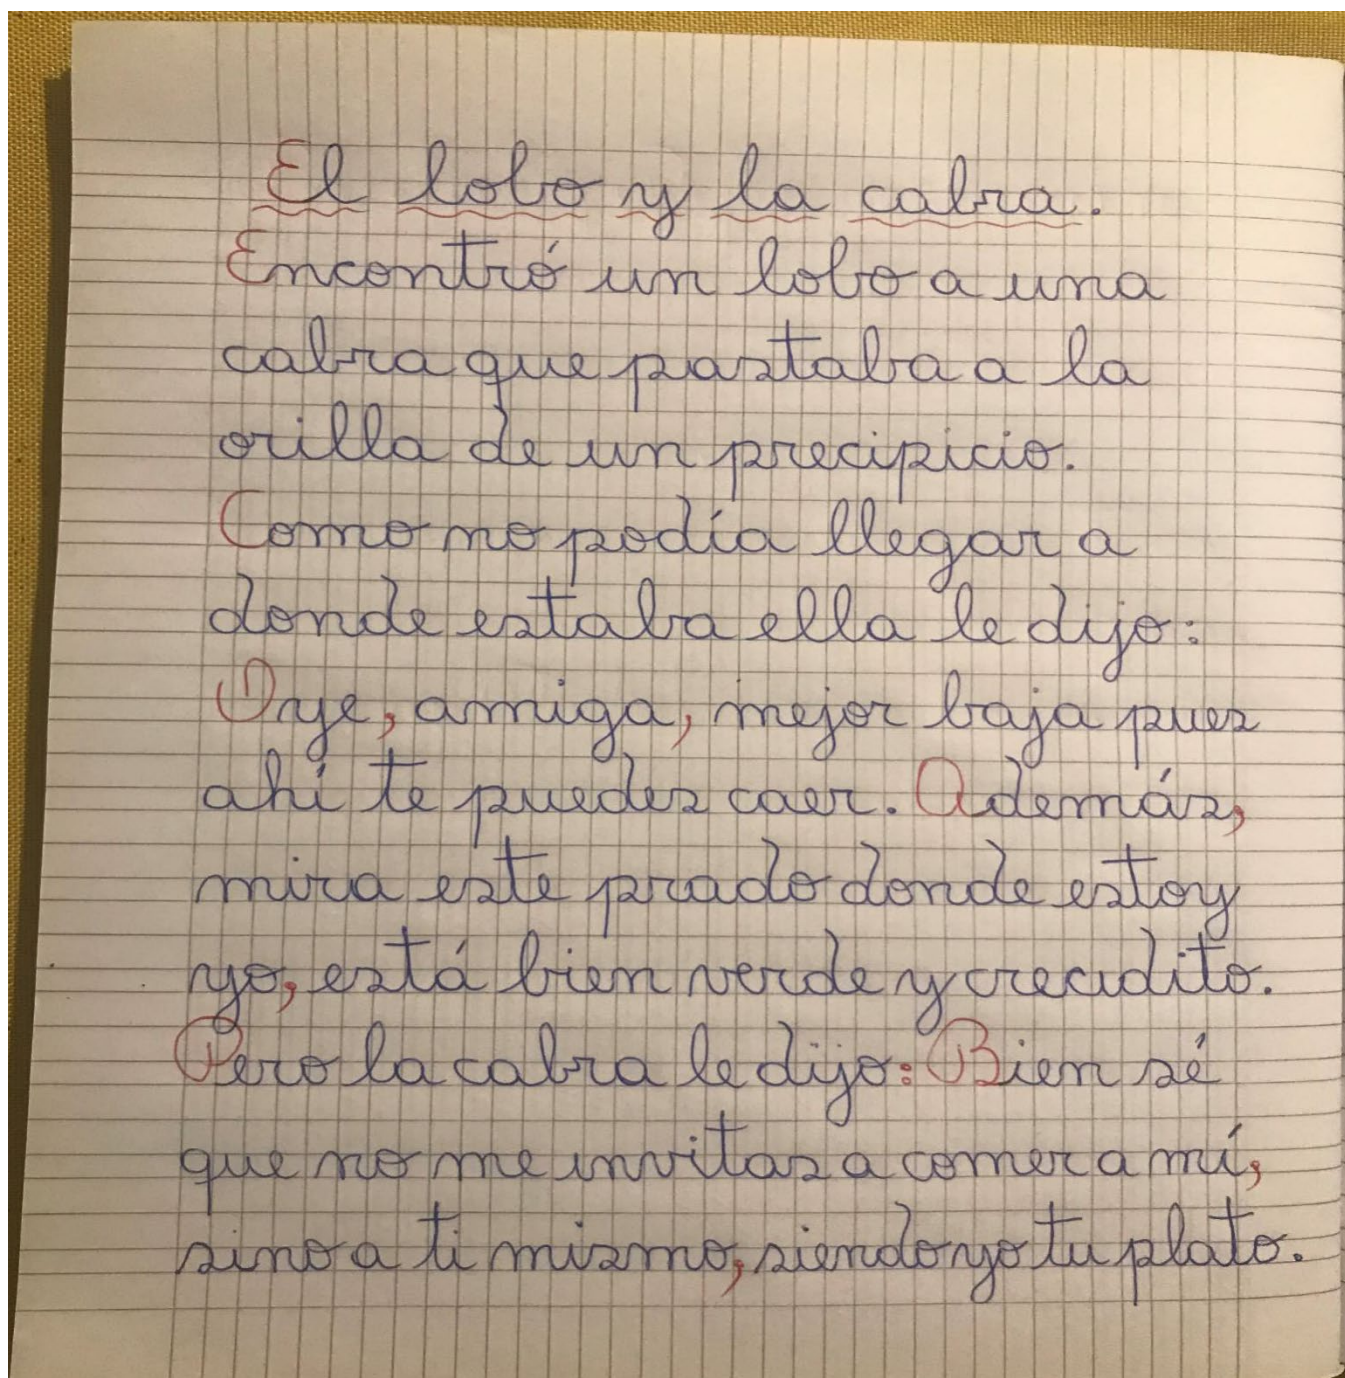 El lobo y la cabra.
Encontró un lobo a una
cabra que pastaba a la
orilla de un precipicio.
Como no podía llegar a
donde estaba ella le dijo:
Oye, amiga, mejor baja pues
ahí te puedes caer. Además,
mira este prado donde estoy
yo, está bien verde y crecidito.
Pero la cabra le dijo: Bien sé
que no me invitas a comer a mí,
sino a ti mismo, siendo yo tu plato.